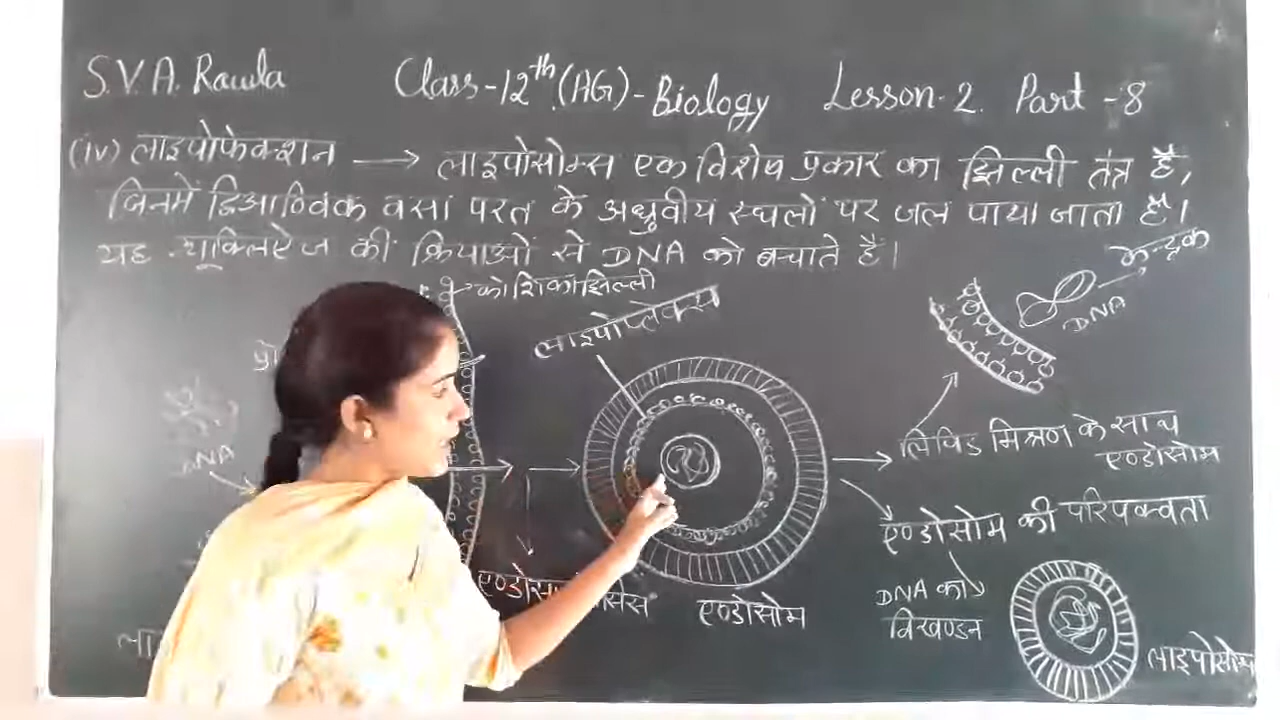 S.V.A. Rawla Class-12th (AG)-Biology Lesson-2. Part-8
(iv) लाइपोफेक्शन → लाइपोसोम्स एक विशेष प्रकार का झिल्ली तंत्र है,
जिनमें द्विआण्विक वसा परत के अध्रुवीय स्थलों पर जल पाया जाता है।
यह न्यूक्लिऐज की क्रियाओं से DNA को बचाते हैं।
कोशिका झिल्ली
लाइपोप्लेक्स
केन्द्रक
DNA
DNA
लिपिड मिश्रण के साथ
एण्डोसोम
एण्डोसोम की परिपक्वता
DNA का
विखण्डन
एण्डोसोम
लाइपोसोम